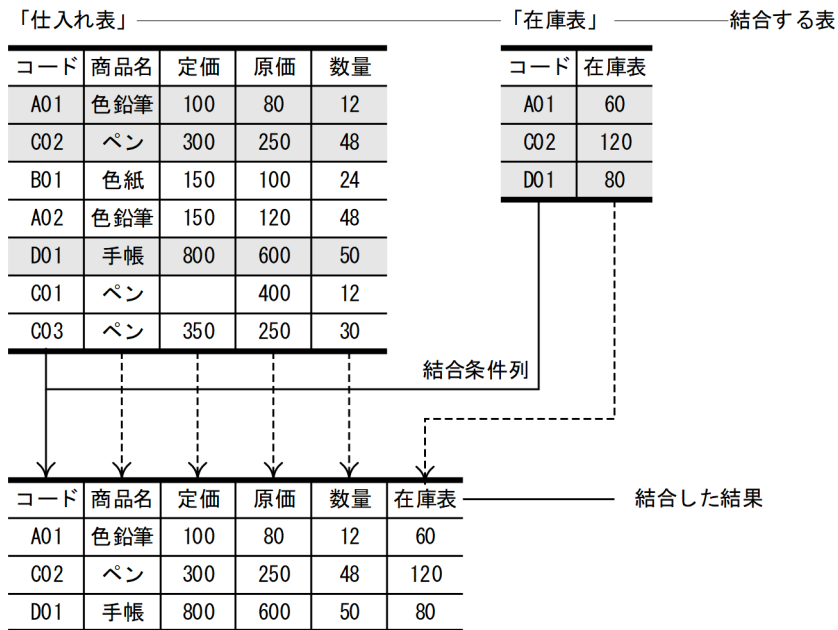 「仕入れ表」 「在庫表」 結合する表
コード 商品名 定価 原価 数量 コード 在庫表
A01 色鉛筆 100 80 12 A01 60
C02 ペン 300 250 48 C02 120
B01 色紙 150 100 24 D01 80
A02 色鉛筆 150 120 48
D01 手帳 800 600 50
C01 ペン 400 12
C03 ペン 350 250 30
結合条件列
コード 商品名 定価 原価 数量 在庫表 結合した結果
A01 色鉛筆 100 80 12 60
C02 ペン 300 250 48 120
D01 手帳 800 600 50 80